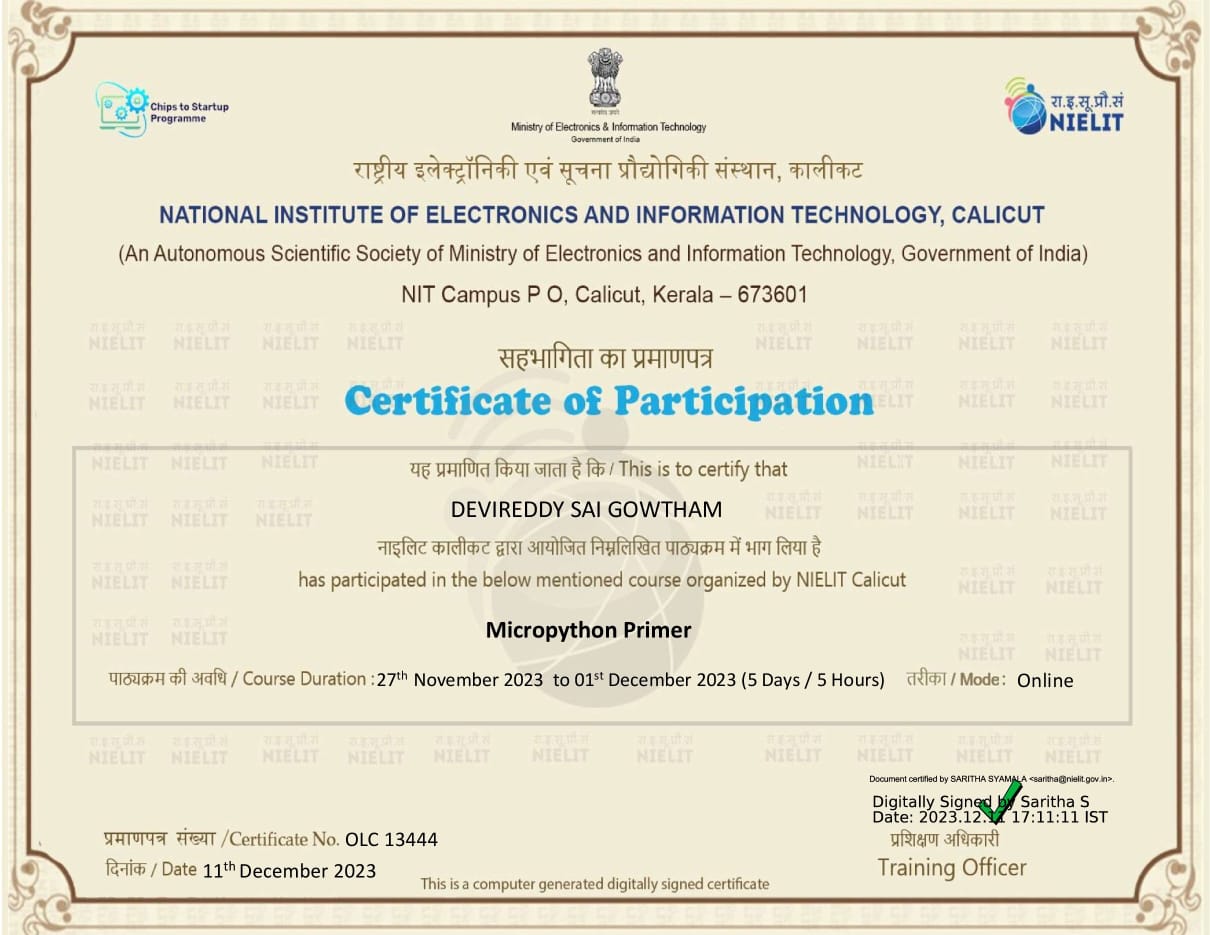 Chips to Startup
Programme
सत्यमेव जयते
Ministry of Electronics & Information Technology
Government of India
रा.इ.सू.प्रौ.सं
NIELIT
राष्ट्रीय इलेक्ट्रॉनिकी एवं सूचना प्रौद्योगिकी संस्थान, कालीकट
NATIONAL INSTITUTE OF ELECTRONICS AND INFORMATION TECHNOLOGY, CALICUT
(An Autonomous Scientific Society of Ministry of Electronics and Information Technology, Government of India)
NIT Campus P O, Calicut, Kerala – 673601
सहभागिता का प्रमाणपत्र
Certificate of Participation
यह प्रमाणित किया जाता है कि / This is to certify that
DEVIREDDY SAI GOWTHAM
नाइलिट कालीकट द्वारा आयोजित निम्नलिखित पाठ्यक्रम में भाग लिया है
has participated in the below mentioned course organized by NIELIT Calicut
Micropython Primer
पाठ्यक्रम की अवधि / Course Duration : 27th November 2023 to 01st December 2023 (5 Days / 5 Hours) तरीका / Mode : Online
Document certified by SARITHA SYAMALA <saritha@nielit.gov.in>.
Digitally Signed by Saritha S
Date: 2023.12.11 17:11:11 IST
प्रशिक्षण अधिकारी
Training Officer
प्रमाणपत्र संख्या /Certificate No. OLC 13444
दिनांक / Date 11th December 2023
This is a computer generated digitally signed certificate